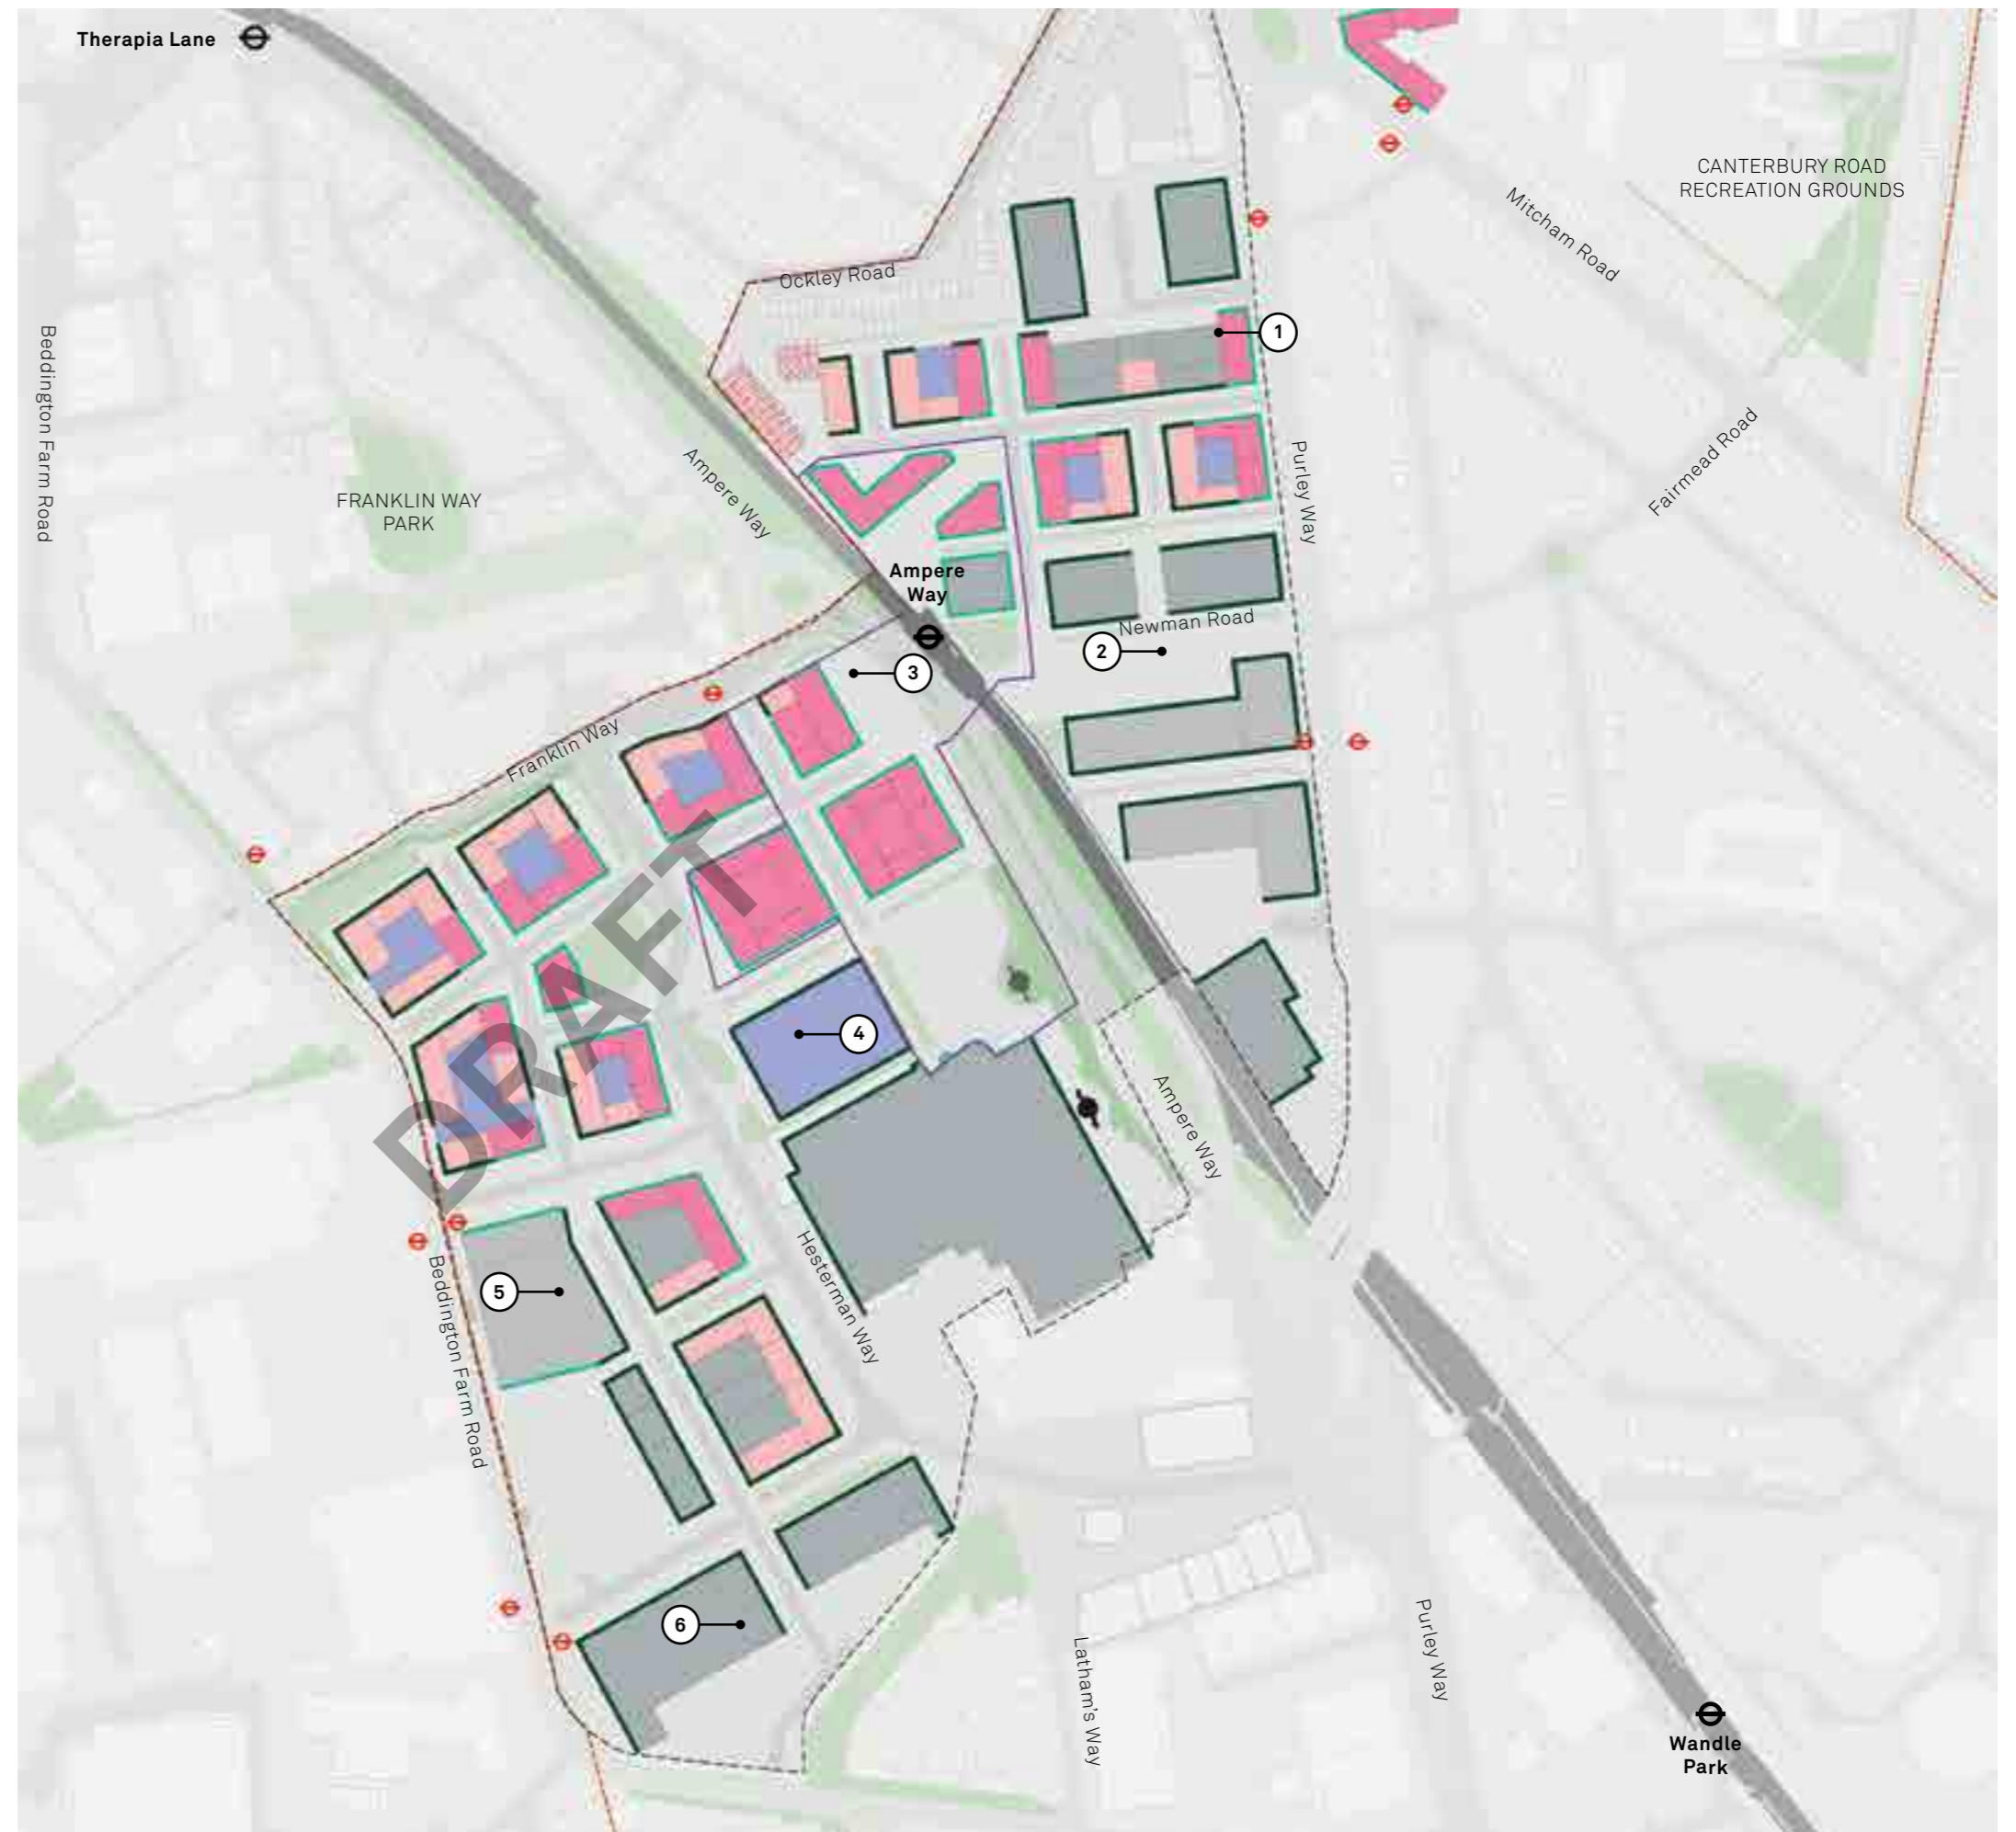 Therapia Lane
CANTERBURY ROAD
RECREATION GROUNDS
Mitcham Road
Ockley Road
1
Beddington Farm Road
Fairmead Road
Ampere Way
Purley Way
FRANKLIN WAY
PARK
Ampere
Way
Newman Road
2
3
Franklin Way
DRAFT
4
Ampere Way
5
Hesterman Way
Beddington Farm Road
6
Purley Way
Latham's Way
Wandle
Park